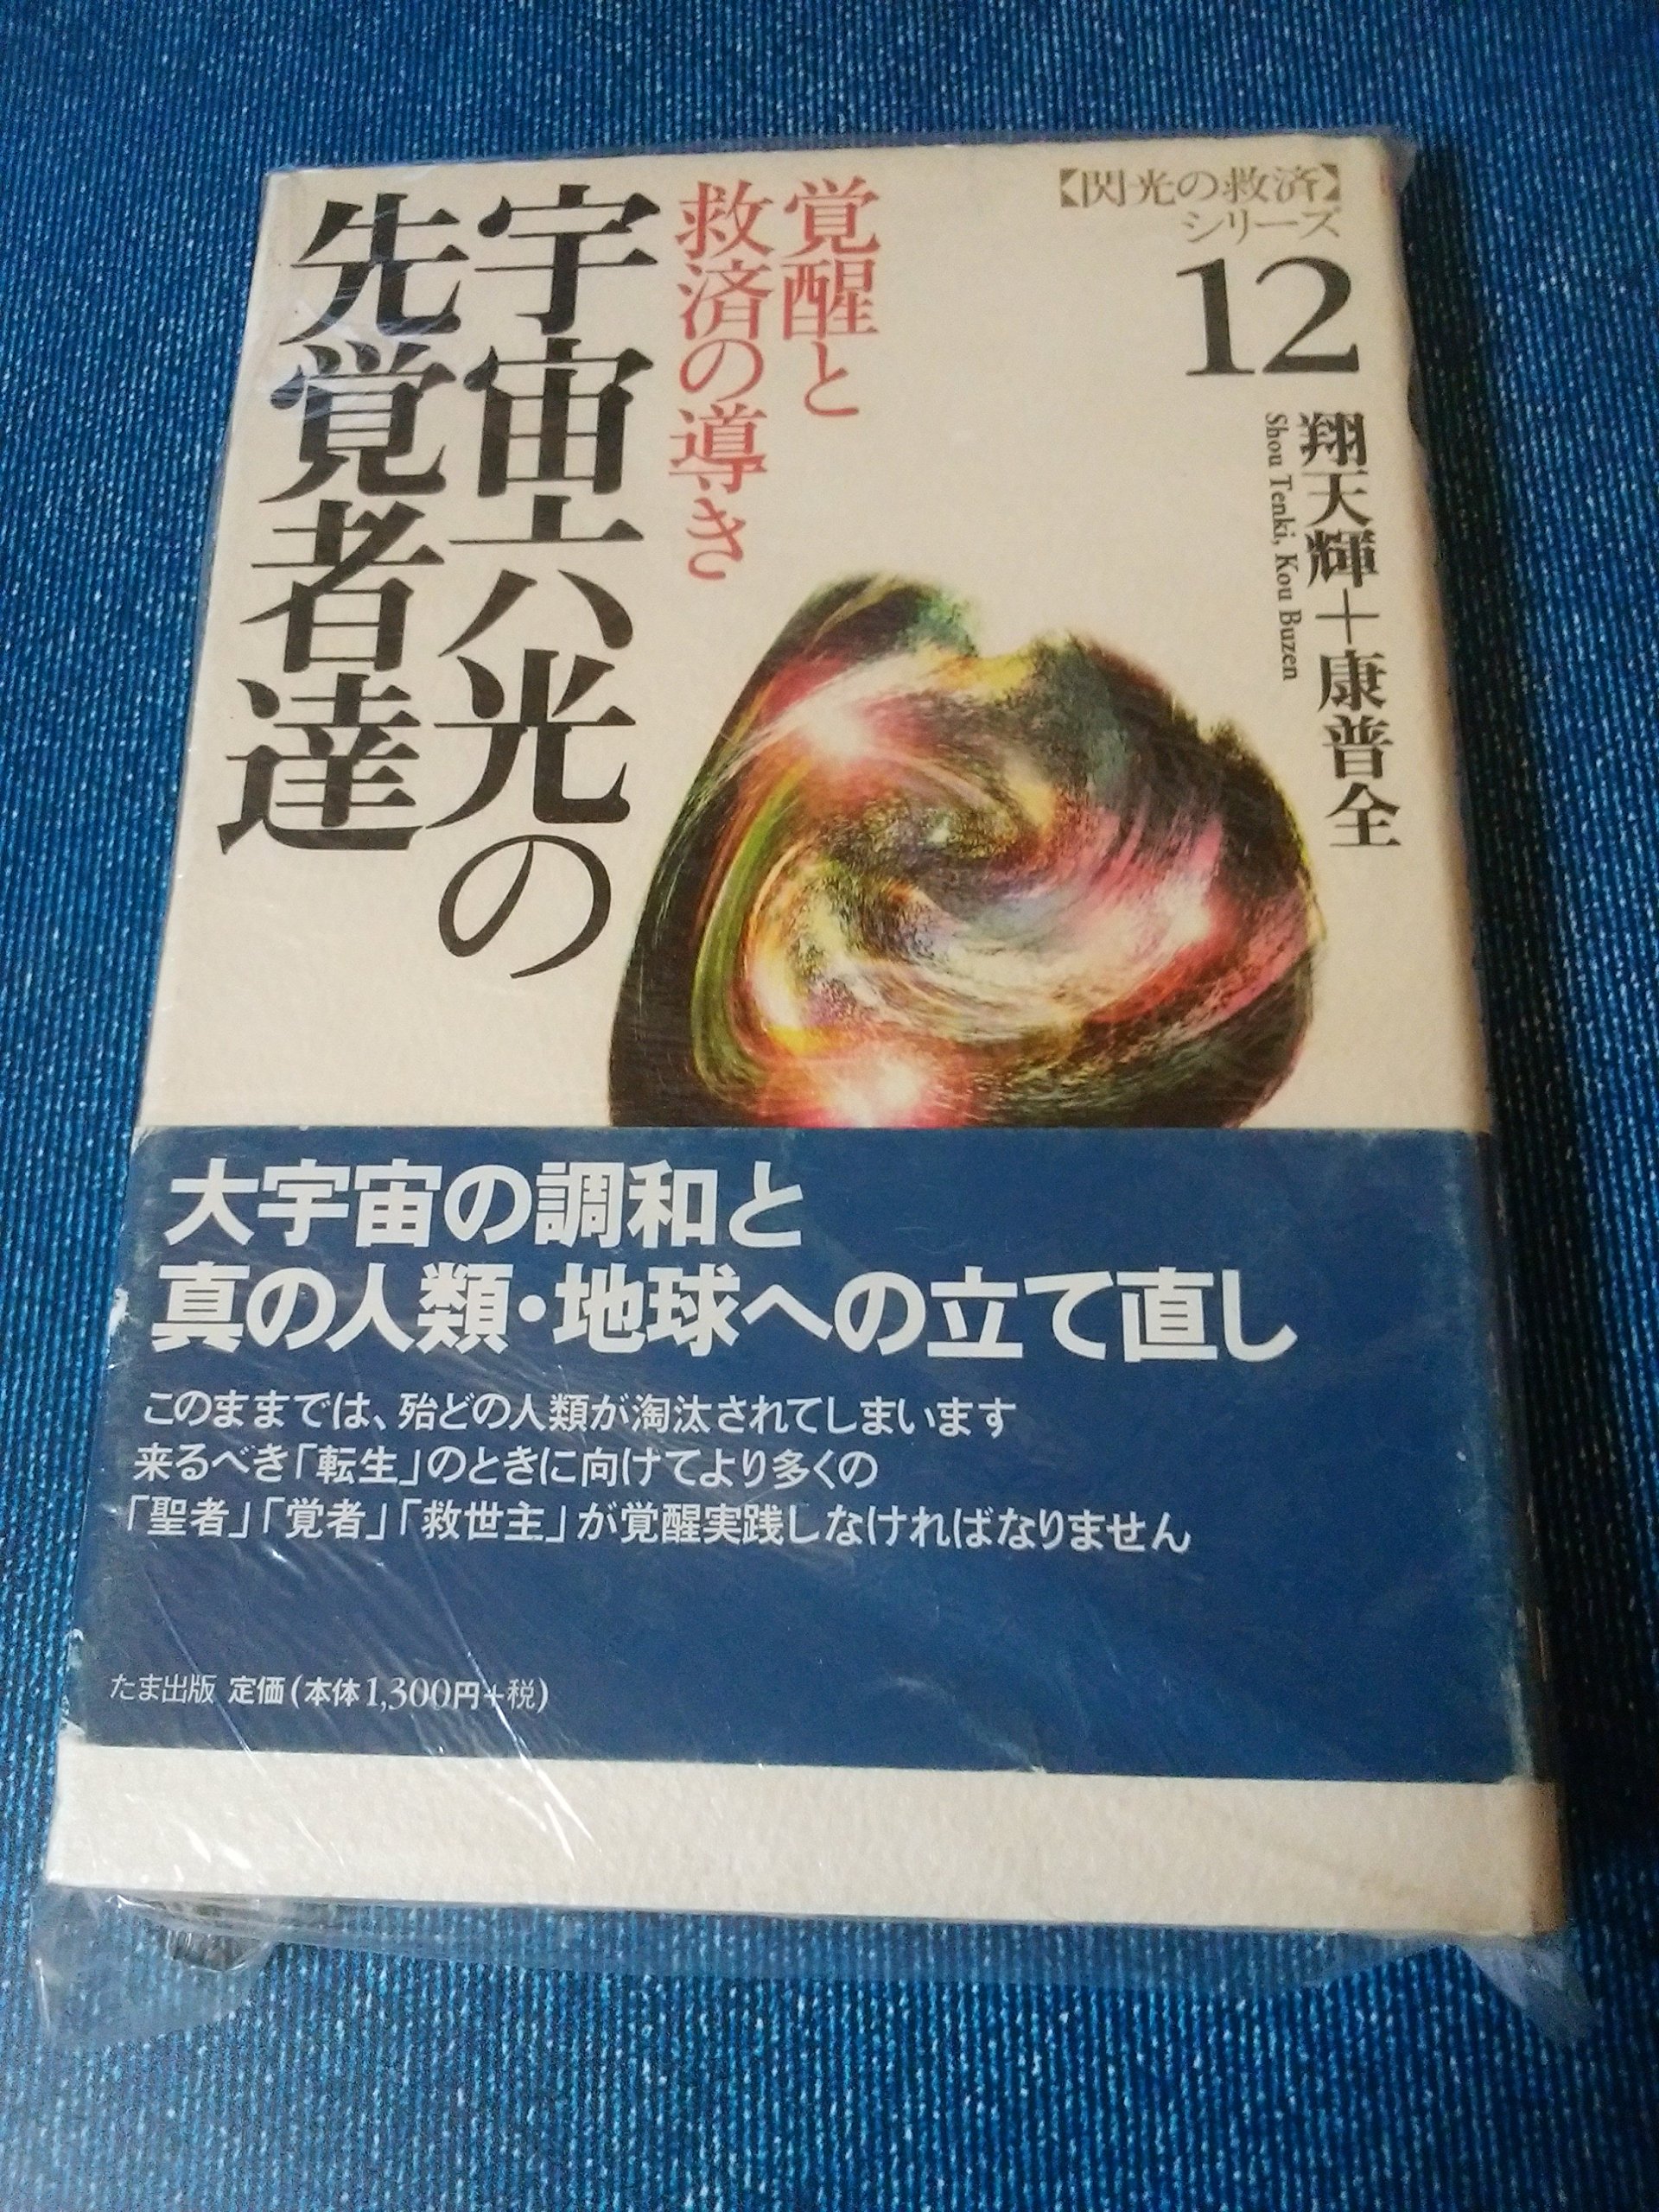 【閃光の救済】
シリーズ
12
翔天輝＋康普全
Shou Tenki, Kou Buzen
覚醒と
救済の導き
宇宙六光の
先覚者達
大宇宙の調和と
真の人類・地球への立て直し
このままでは、殆どの人類が淘汰されてしまいます
来るべき「転生」のときに向けてより多くの
「聖者」「覚者」「救世主」が覚醒実践しなければなりません
たま出版 定価(本体1,300円+税)